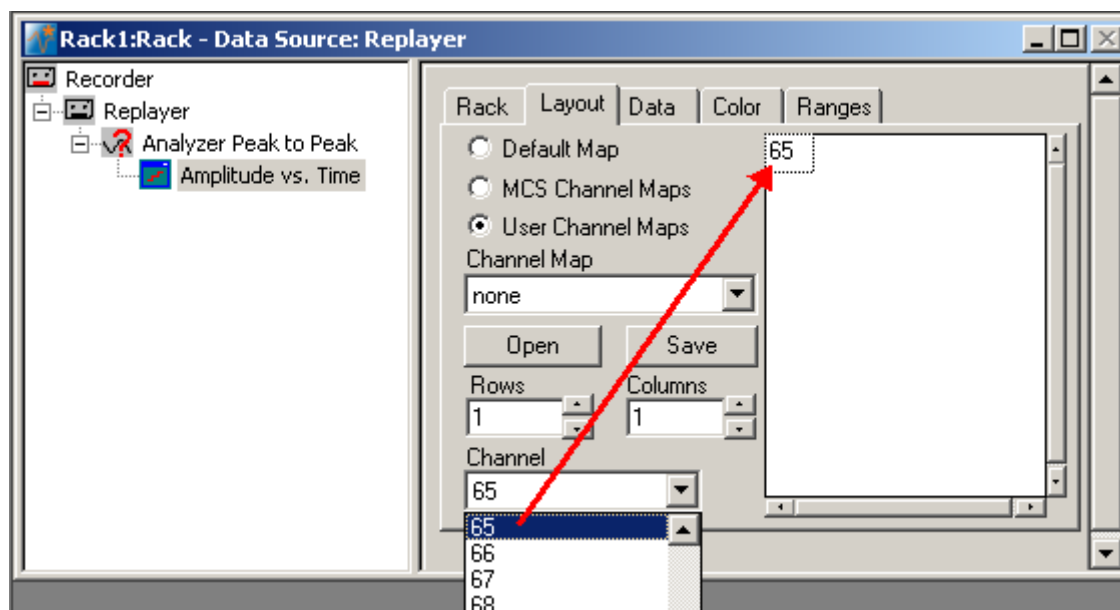 Rack1:Rack - Data Source: Replayer
Recorder
Replayer
Analyzer Peak to Peak
Amplitude vs. Time
Rack Layout Data Color Ranges
Default Map
MCS Channel Maps
User Channel Maps
Channel Map
none
Open Save
Rows Columns
1 1
Channel
65
65
66
67
68
65